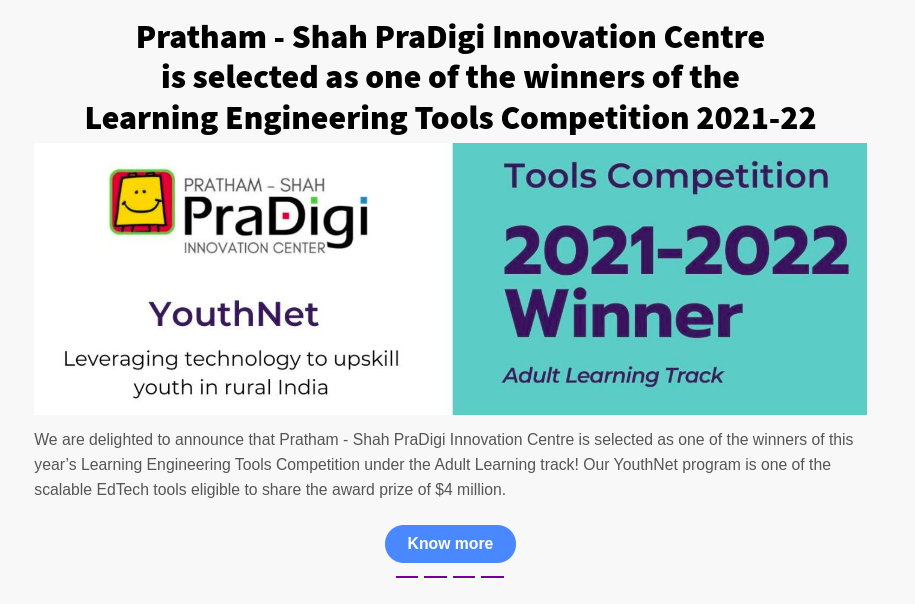 Pratham - Shah PraDigi Innovation Centre
is selected as one of the winners of the
Learning Engineering Tools Competition 2021-22
PRATHAM - SHAH
PraDigi
INNOVATION CENTER
YouthNet
Leveraging technology to upskill
youth in rural India
Tools Competition
2021-2022
Winner
Adult Learning Track
We are delighted to announce that Pratham - Shah PraDigi Innovation Centre is selected as one of the winners of this
year’s Learning Engineering Tools Competition under the Adult Learning track! Our YouthNet program is one of the
scalable EdTech tools eligible to share the award prize of $4 million.
Know more